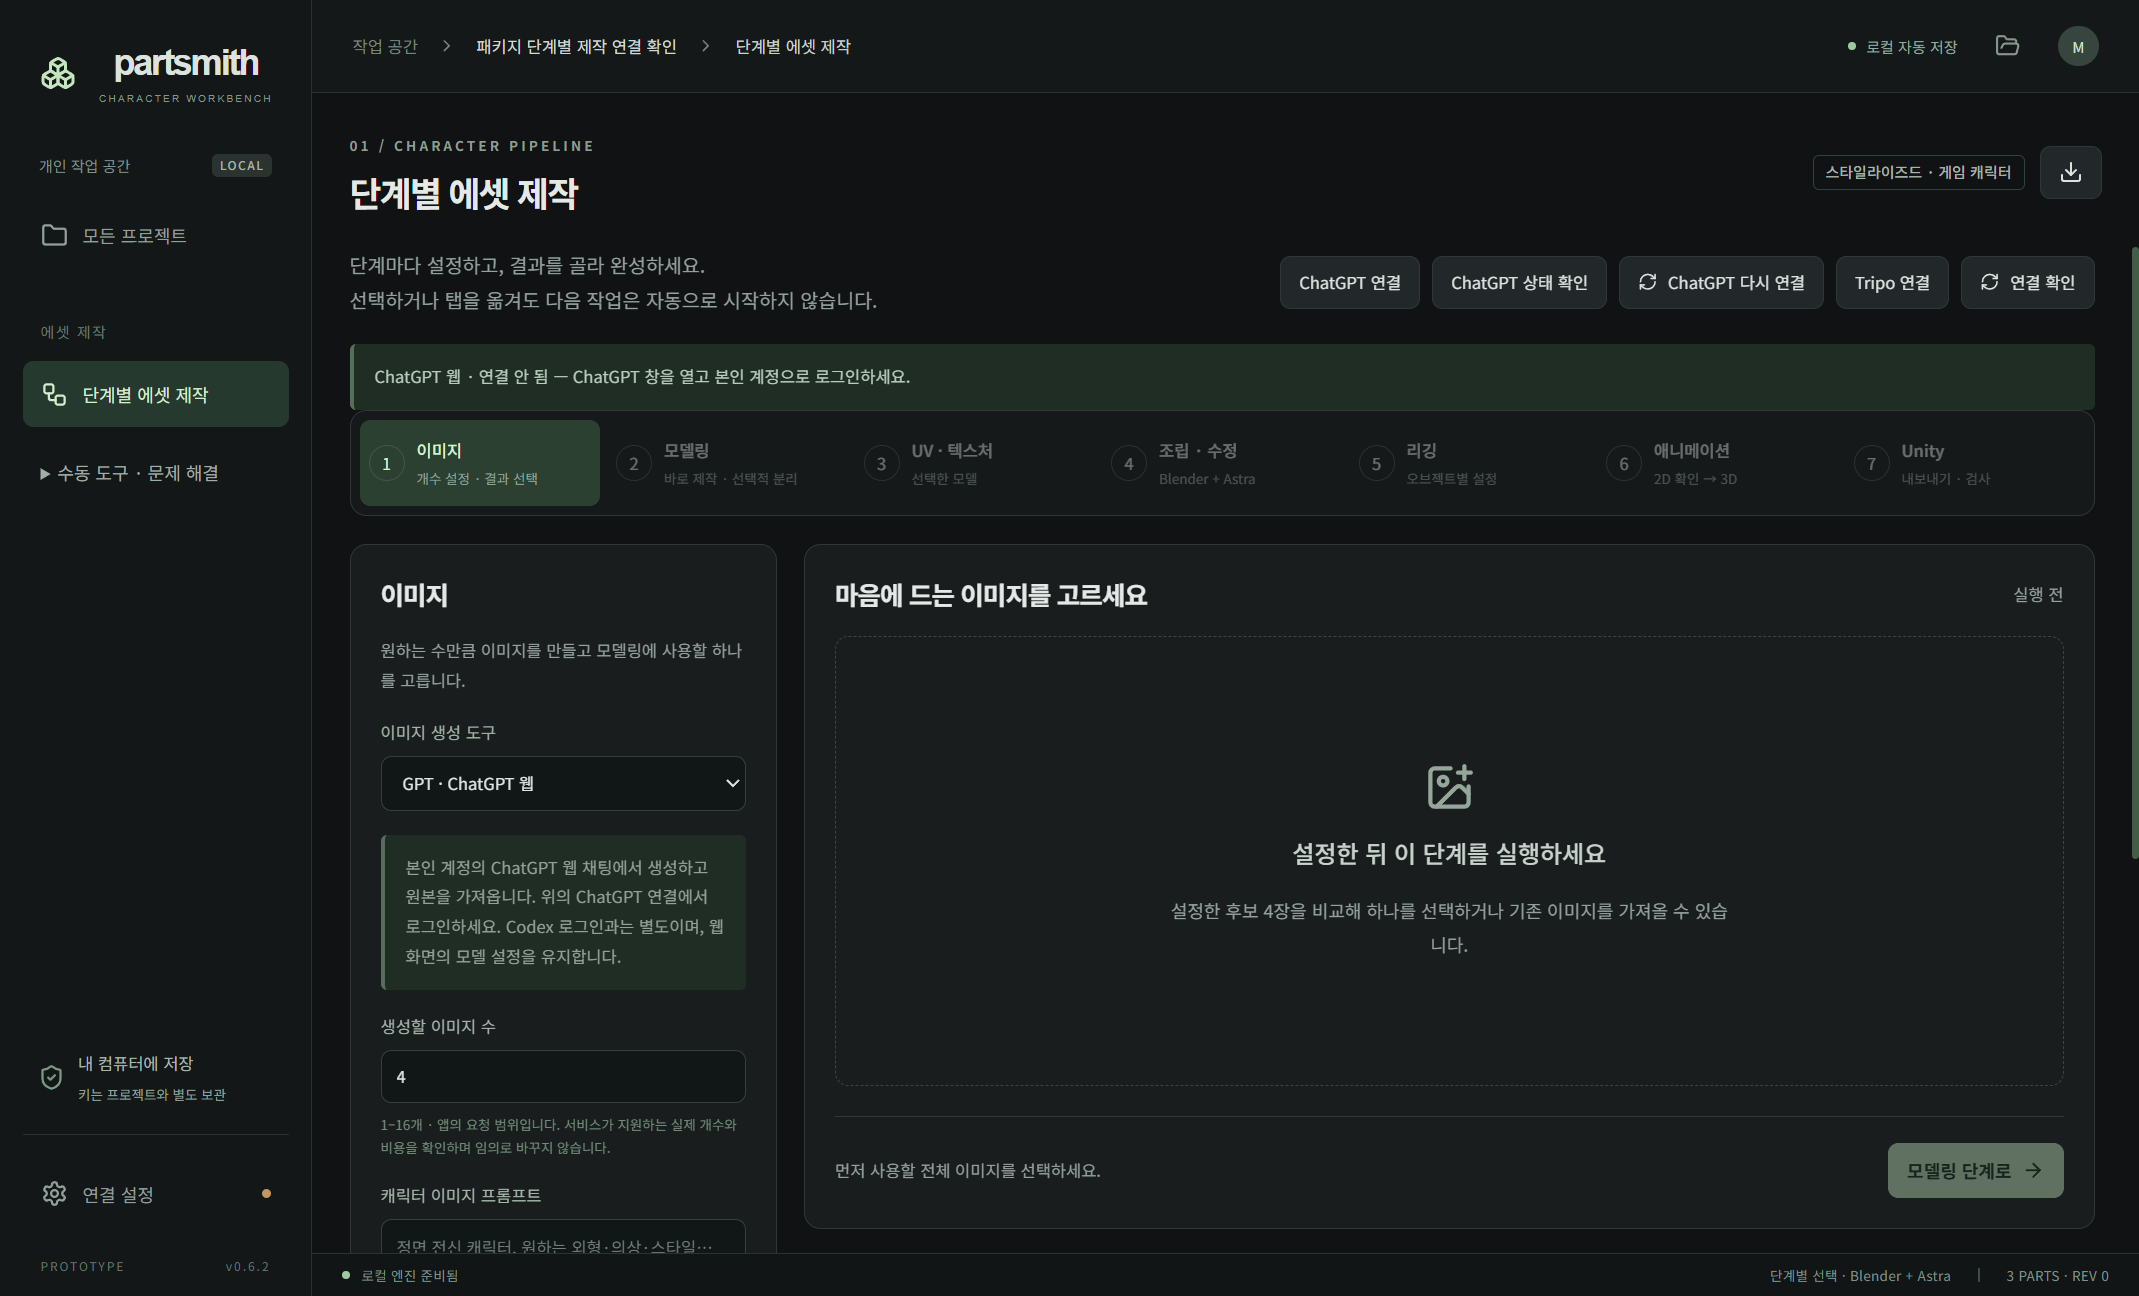 partsmith
CHARACTER WORKBENCH
개인 작업 공간
LOCAL
모든 프로젝트
에셋 제작
단계별 에셋 제작
수동 도구 · 문제 해결
내 컴퓨터에 저장
키는 프로젝트와 별도 보관
연결 설정
PROTOTYPE
v0.6.2
작업 공간
패키지 단계별 제작 연결 확인
단계별 에셋 제작
로컬 자동 저장
M
01 / CHARACTER PIPELINE
단계별 에셋 제작
스타일라이즈드 · 게임 캐릭터
단계마다 설정하고, 결과를 골라 완성하세요.
선택하거나 탭을 옮겨도 다음 작업은 자동으로 시작하지 않습니다.
ChatGPT 연결
ChatGPT 상태 확인
ChatGPT 다시 연결
Tripo 연결
연결 확인
ChatGPT 웹 · 연결 안 됨 — ChatGPT 창을 열고 본인 계정으로 로그인하세요.
1
이미지
개수 설정 · 결과 선택
2
모델링
바로 제작 · 선택적 분리
3
UV · 텍스처
선택한 모델
4
조립 · 수정
Blender + Astra
5
리깅
오브젝트별 설정
6
애니메이션
2D 확인 → 3D
7
Unity
내보내기 · 검사
이미지
원하는 수만큼 이미지를 만들고 모델링에 사용할 하나
를 고릅니다.
이미지 생성 도구
GPT · ChatGPT 웹
본인 계정의 ChatGPT 웹 채팅에서 생성하고
원본을 가져옵니다. 위의 ChatGPT 연결에서
로그인하세요. Codex 로그인과는 별도이며, 웹
화면의 모델 설정을 유지합니다.
생성할 이미지 수
4
1–16개 · 앱의 요청 범위입니다. 서비스가 지원하는 실제 개수와
비용을 확인하며 임의로 바꾸지 않습니다.
캐릭터 이미지 프롬프트
정면 전신 캐릭터, 원하는 외형·의상·스타일…
마음에 드는 이미지를 고르세요
실행 전
설정한 뒤 이 단계를 실행하세요
설정한 후보 4장을 비교해 하나를 선택하거나 기존 이미지를 가져올 수 있습
니다.
먼저 사용할 전체 이미지를 선택하세요.
모델링 단계로 →
로컬 엔진 준비됨
단계별 선택 · Blender + Astra
3 PARTS · REV 0